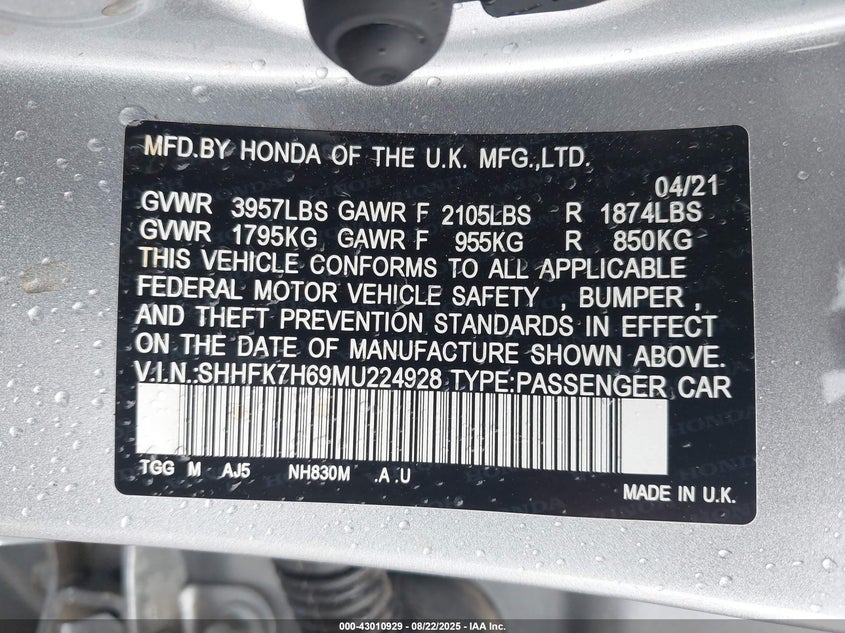 MFD.BY HONDA OF THE U.K. MFG.,LTD.
04/21
GVWR 3957LBS GAWR F 2105LBS R 1874LBS
GVWR 1795KG GAWR F 955KG R 850KG
THIS VEHICLE CONFORMS TO ALL APPLICABLE
FEDERAL MOTOR VEHICLE SAFETY , BUMPER ,
AND THEFT PREVENTION STANDARDS IN EFFECT
ON THE DATE OF MANUFACTURE SHOWN ABOVE.
V.I.N.:SHHFK7H69MU224928 TYPE:PASSENGER CAR
TGG M AJ5 NH830M .A .U
MADE IN U.K.
000-43010929 - 08/22/2025 - IAA Inc.